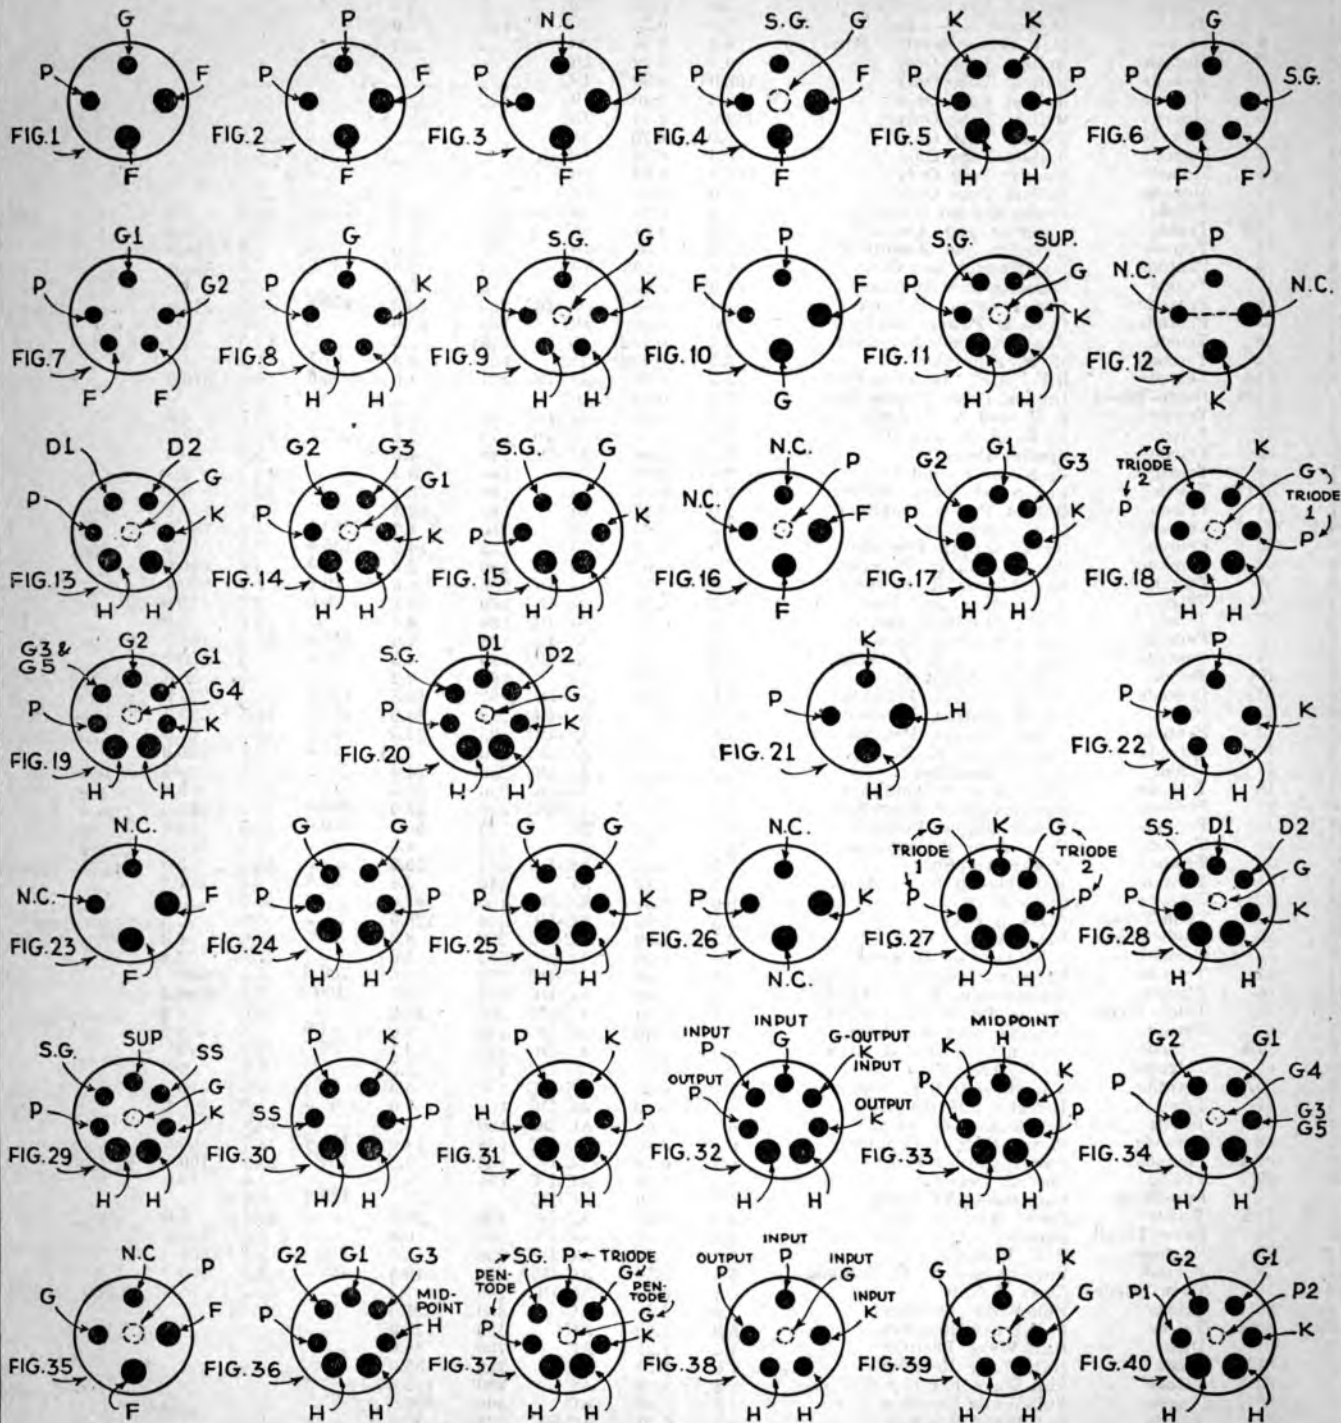 G P N.C S.G. G K K G
P F P F P F P F P P P S.G.
FIG.1 FIG.2 FIG.3 FIG.4 FIG.5 FIG.6
F F F F H H F F
G1 G S.G. G P S.G. SUP. P
P G2 P K P K F F P G K N.C. N.C.
FIG.7 FIG.8 FIG.9 FIG.10 FIG.11 FIG.12
F F H H H H G H H K
D1 D2 G2 G3 S.G. G N.C. P G2 G1 G3 G TRIODE 2 P K G TRIODE 1 P
P G K P G1 K P K N.C. F P K
FIG.13 FIG.14 FIG.15 FIG.16 FIG.17 FIG.18
H H H H H H F H H H H
G3 & G5 G2 G1 S.G. D1 D2 K P
P G4 K P G K P H P K
FIG.19 FIG.20 FIG.21 FIG.22
H H H H H H H
N.C. G G G G N.C. G K G S.S. D1 D2
TRIODE 1 TRIODE 2
N.C. F P P P K P K P P P G K
FIG.23 FIG.24 FIG.25 FIG.26 FIG.27 FIG.28
F H H H H N.C. H H H H
S.G. SUP SS P K P K INPUT P INPUT G G-OUTPUT K INPUT MIDPOINT H G2 G1
P G K SS P H P OUTPUT P OUTPUT K K K P P P G4 G3 G5
FIG.29 FIG.30 FIG.31 FIG.32 FIG.33 FIG.34
H H H H H H H H H H H H
N.C P G2 G1 G3 S.G. P TRIODE G INPUT P INPUT G P K G2 G1
G F P MID-POINT H PEN-TODE P PEN-TODE G K OUTPUT P INPUT K G G P1 P2 K
FIG.35 FIG.36 FIG.37 FIG.38 FIG.39 FIG.40
F H H H H H H H H H H